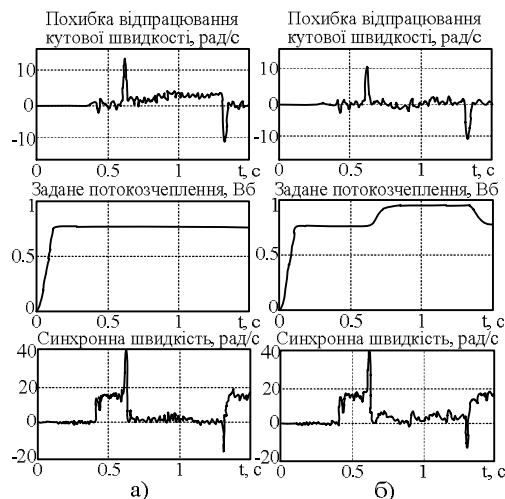 Похибка відпрацювання
кутової швидкості, рад/с
10
0
-10
0 0.5 1 t, c
Задане потокозчеплення, Вб
1
0.5
0
0 0.5 1 t, c
Синхронна швидкість, рад/с
40
20
0
-20
0 0.5 1 t, c
а)
Похибка відпрацювання
кутової швидкості, рад/с
10
0
-10
0 0.5 1 t, c
Задане потокозчеплення, Вб
1
0.5
0
0 0.5 1 t, c
Синхронна швидкість, рад/с
40
20
0
-20
0 0.5 1 t, c
б)